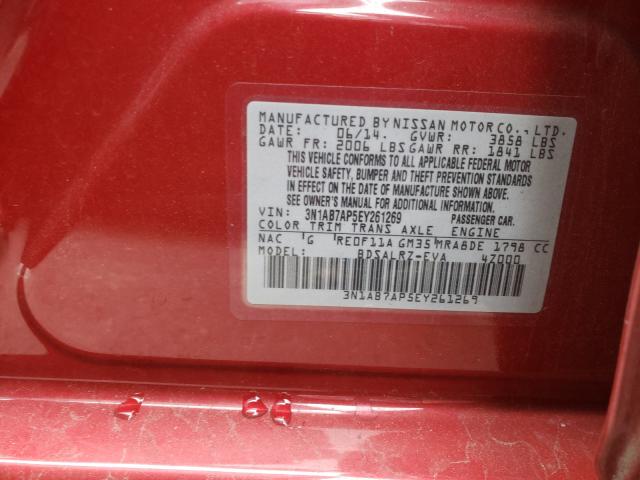 MANUFACTURED BY NISSAN MOTOR CO., LTD.
DATE: 06/14. GVWR: 3858 LBS
GAWR FR: 2006 LBS GAWR RR: 1841 LBS
THIS VEHICLE CONFORMS TO ALL APPLICABLE FEDERAL MOTOR
VEHICLE SAFETY, BUMPER AND THEFT PREVENTION STANDARDS
IN EFFECT ON THE DATE OF MANUFACTURE SHOWN ABOVE.
SEE OWNER'S MANUAL FOR ADDITIONAL INFORMATION.
VIN: 3N1AB7AP5EY261269 PASSENGER CAR.
COLOR TRIM TRANS AXLE ENGINE
NAC 'G 'RE0F11A GM35 MRA8DE 1798 CC
BDSALRZ-EVA 4Z000
3N1AB7AP5EY261269